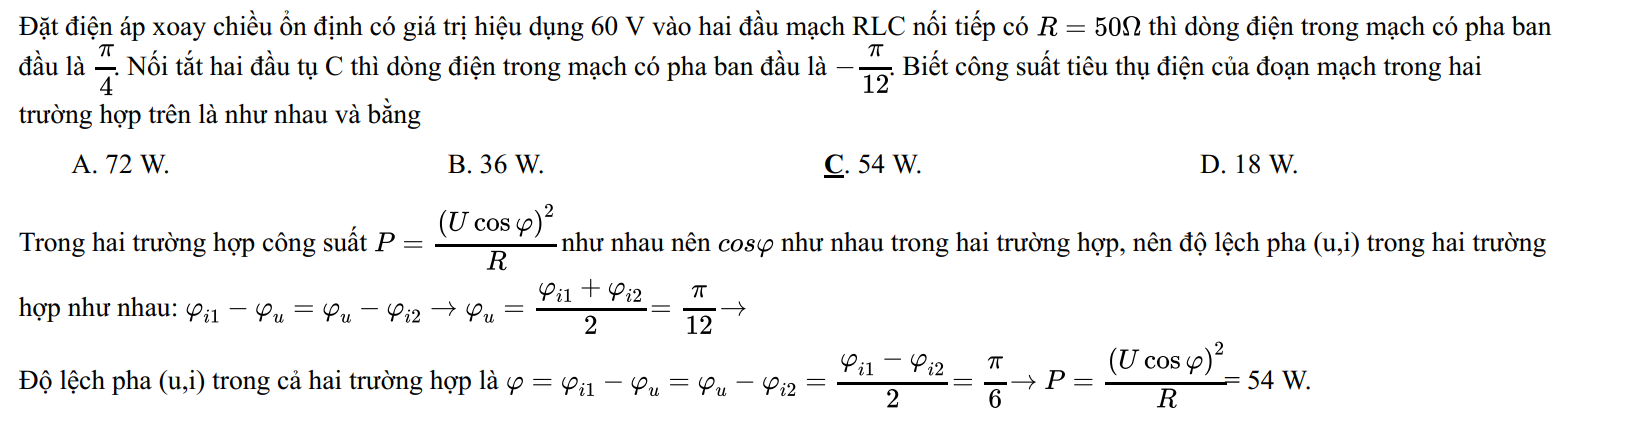 Đặt điện áp xoay chiều ổn định có giá trị hiệu dụng 60 V vào hai đầu mạch RLC nối tiếp có $R = 50\Omega$ thì dòng điện trong mạch có pha ban
đầu là $\frac{\pi}{4}$. Nối tắt hai đầu tụ C thì dòng điện trong mạch có pha ban đầu là $-\frac{\pi}{12}$. Biết công suất tiêu thụ điện của đoạn mạch trong hai
trường hợp trên là như nhau và bằng
A. 72 W. B. 36 W. C. 54 W. D. 18 W.
Trong hai trường hợp công suất $P = \frac{(U \cos \varphi)^2}{R}$ như nhau nên $cos\varphi$ như nhau trong hai trường hợp, nên độ lệch pha (u,i) trong hai trường
hợp như nhau: $\varphi_{i1} - \varphi_u = \varphi_u - \varphi_{i2} \rightarrow \varphi_u = \frac{\varphi_{i1} + \varphi_{i2}}{2} = \frac{\pi}{12} \rightarrow$
Độ lệch pha (u,i) trong cả hai trường hợp là $\varphi = \varphi_{i1} - \varphi_u = \varphi_u - \varphi_{i2} = \frac{\varphi_{i1} - \varphi_{i2}}{2} = \frac{\pi}{6} \rightarrow P = \frac{(U \cos \varphi)^2}{R} = 54$ W.